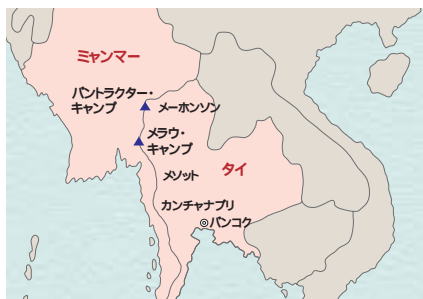 ミャンマー
バントラクター・
キャンプ
メーホンソン
メラウ・
キャンプ
メソット
タイ
カンチャナブリ
バンコク